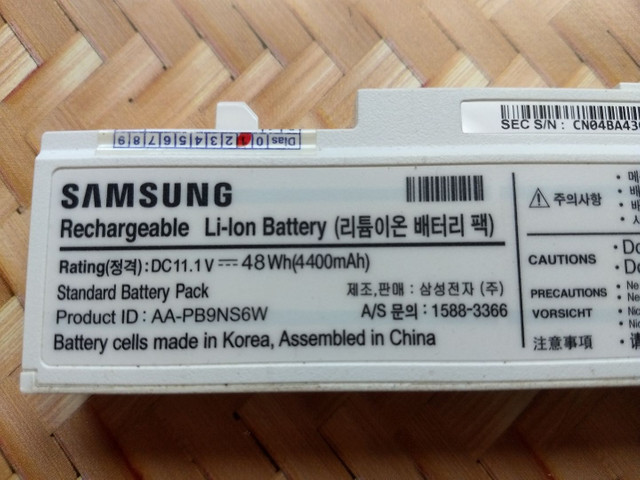 Dias 0 1 2 3 4 5 6 7 8 9
SEC S/N : CN04BA43
SAMSUNG
Rechargeable Li-Ion Battery (리튬이온 배터리 팩)
Rating(정격):DC11.1V 48Wh(4400mAh)
Standard Battery Pack
제조,판매 : 삼성전자 (주)
Product ID : AA-PB9NS6W
A/S 문의 : 1588-3366
Battery cells made in Korea, Assembled in China
주의사항
CAUTIONS
PRECAUTIONS
VORSICHT
注意事項